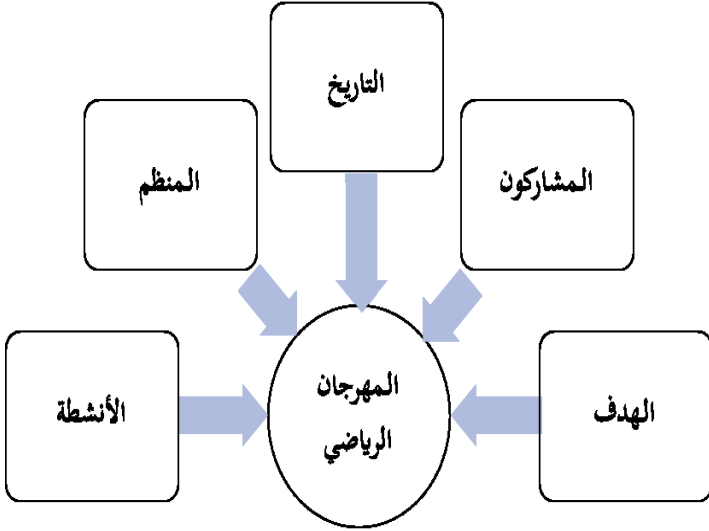 التاريخ
المشاركون
المنظم
الهدف
المهرجان
الرياضي
الأنشطة